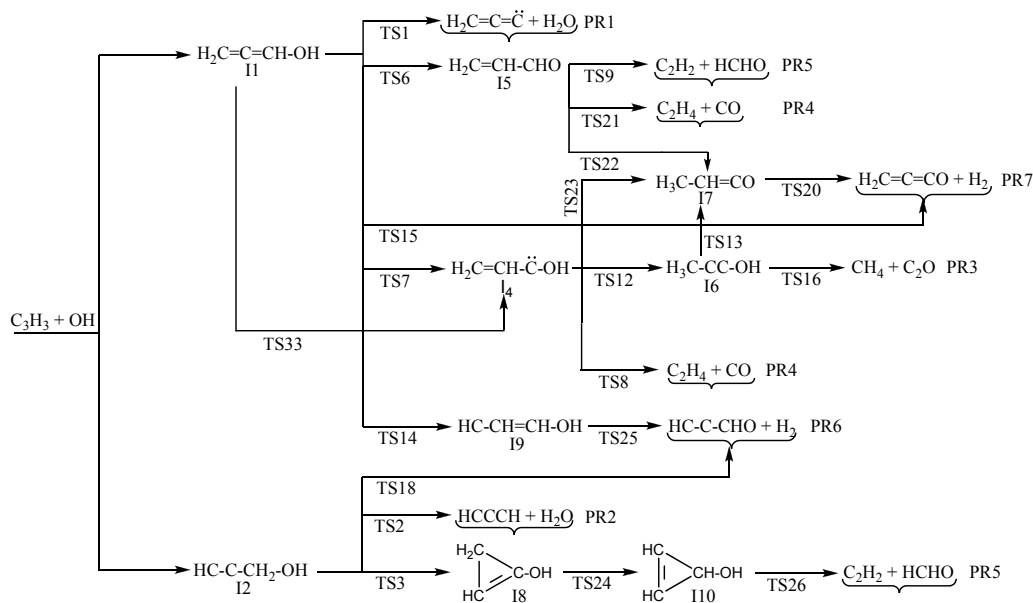 TS1 H₂C=C=C̈ + H₂O PR1
H₂C=C=CH-OH
I1
TS6 H₂C=CH-CHO
I5
TS9 C₂H₂ + HCHO PR5
TS21 C₂H₄ + CO PR4
TS22
TS23 H₃C-CH=CO
I7
TS20 H₂C=C=CO + H₂ PR7
TS15
TS13
TS7 H₂C=CH-C̈-OH
I4
TS12 H₃C-CC-OH
I6
TS16 CH₄ + C₂O PR3
C₃H₃ + OH
TS33
TS8 C₂H₄ + CO PR4
TS14 HC-CH=CH-OH
I9
TS25 HC-C-CHO + H₂ PR6
TS18
TS2 HCCCH + H₂O PR2
HC-C-CH₂-OH
I2
TS3 H₂C
-OH
HC
I8
TS24 HC
CH-OH
HC
I10
TS26 C₂H₂ + HCHO PR5